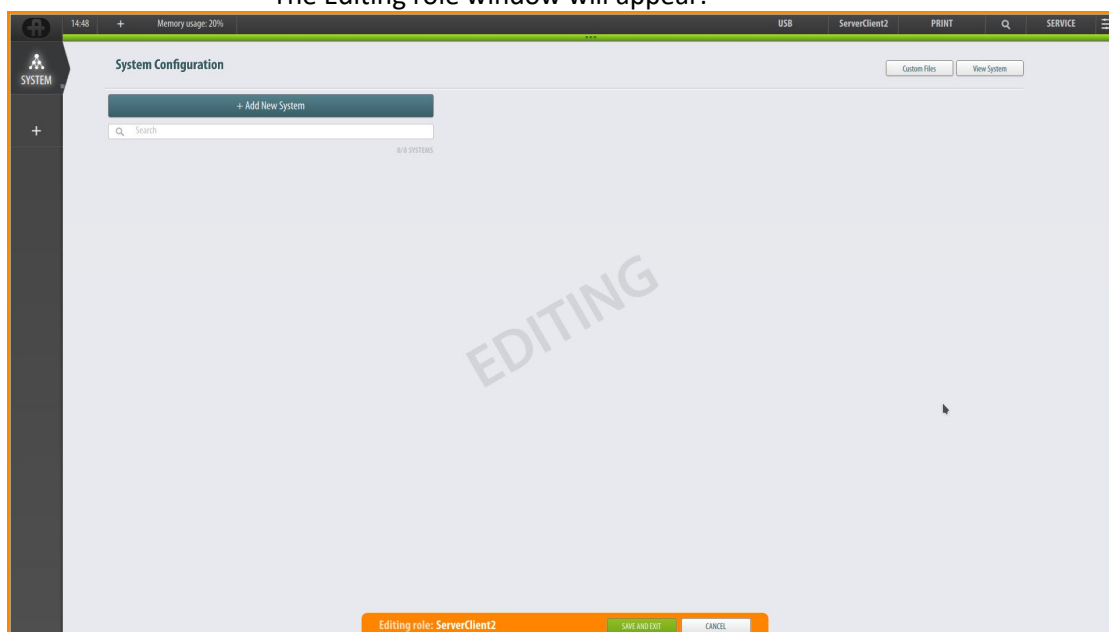 The Editing role window will appear.
14:48 + Memory usage: 20% USB ServerClient2 PRINT SERVICE
SYSTEM
System Configuration
Custom Files View System
+ Add New System
+
Search
0/0 SYSTEMS
EDITING
Editing role: ServerClient2 SAVE AND EXIT CANCEL